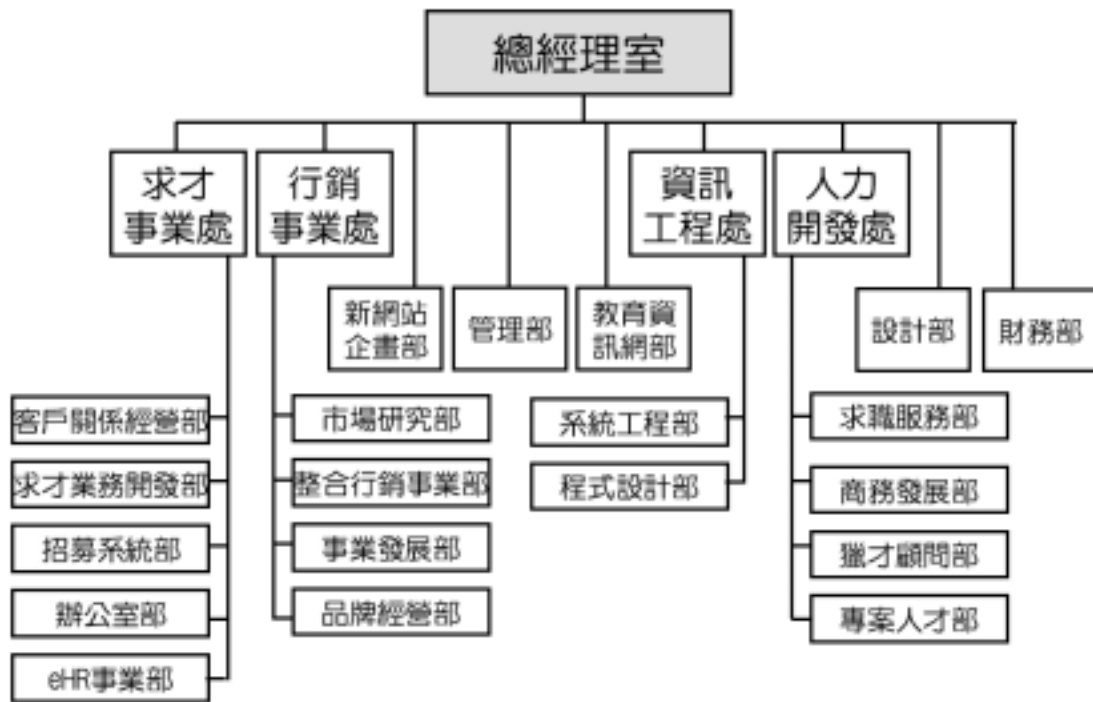 總經理室
求才
事業處
行銷
事業處
資訊
工程處
人力
開發處
新網站
企畫部
管理部
教育資
訊網部
設計部
財務部
客戶關係經營部
求才業務開發部
招募系統部
辦公室部
eHR事業部
市場研究部
整合行銷事業部
事業發展部
品牌經營部
系統工程部
程式設計部
求職服務部
商務發展部
獵才顧問部
專案人才部